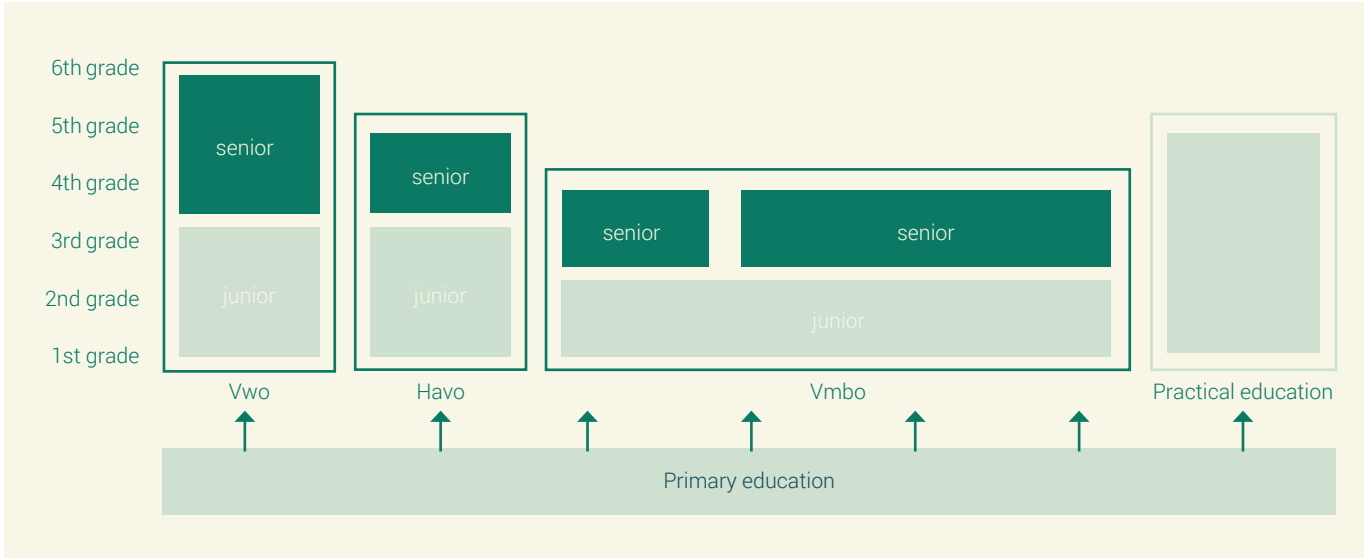 6th grade
5th grade
4th grade
3rd grade
2nd grade
1st grade
senior
junior
Vwo
senior
junior
Havo
senior
senior
junior
Vmbo
Practical education
Primary education